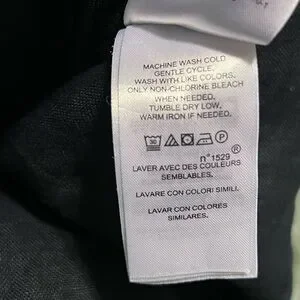 MACHINE WASH COLD
GENTLE CYCLE.
WASH WITH LIKE COLORS.
ONLY NON-CHLORINE BLEACH
WHEN NEEDED.
TUMBLE DRY LOW.
WARM IRON IF NEEDED.
30 P
n°1529
LAVER AVEC DES COULEURS
SEMBLABLES.
LAVARE CON COLORI SIMILI.
LAVAR CON COLORES
SIMILARES.